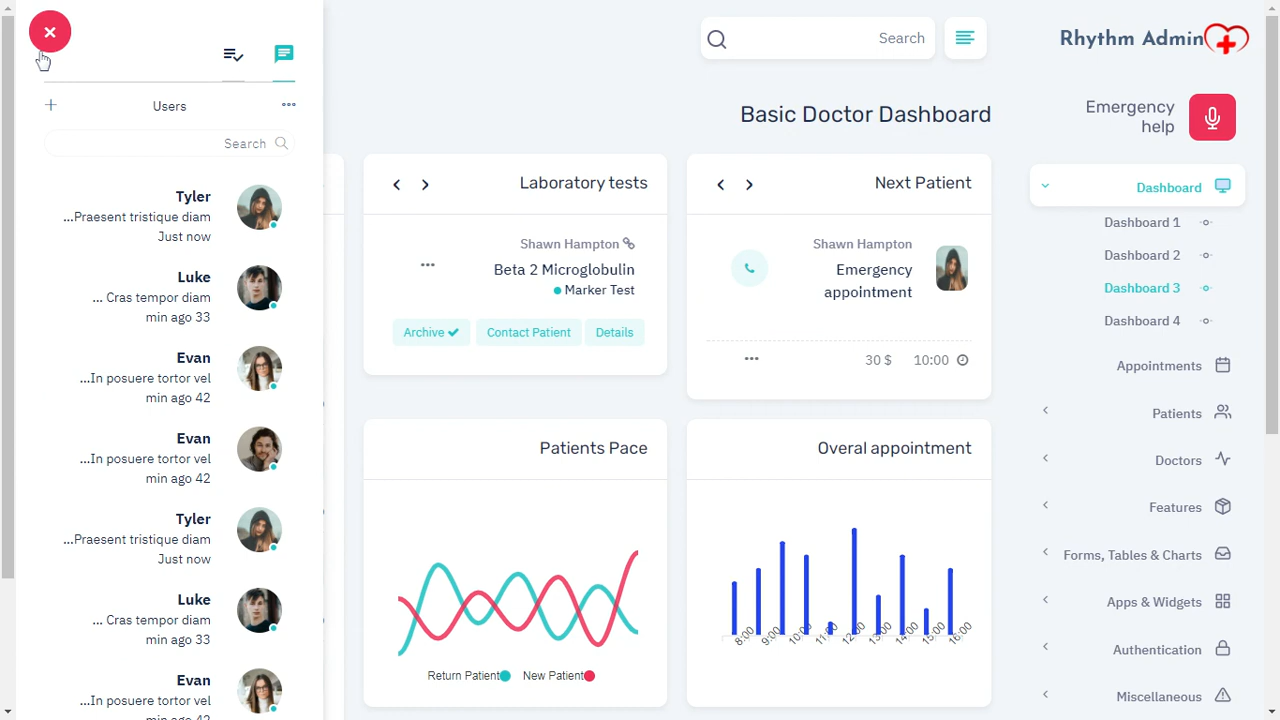 Users
Search
Tyler
...Praesent tristique diam
Just now
Luke
... Cras tempor diam
min ago 33
Evan
...In posuere tortor vel
min ago 42
Evan
...In posuere tortor vel
min ago 42
Tyler
...Praesent tristique diam
Just now
Luke
... Cras tempor diam
min ago 33
Evan
...In posuere tortor vel
min ago 42
Search
Rhythm Admin
Basic Doctor Dashboard
Laboratory tests
Shawn Hampton
Beta 2 Microglobulin
Marker Test
Archive
Contact Patient
Details
Next Patient
Shawn Hampton
Emergency
appointment
30 $
10:00
Patients Pace
Return Patient
New Patient
Overal appointment
8:00
9:00
10:00
11:00
12:00
13:00
14:00
15:00
16:00
Emergency
help
Dashboard
Dashboard 1
Dashboard 2
Dashboard 3
Dashboard 4
Appointments
Patients
Doctors
Features
Forms, Tables & Charts
Apps & Widgets
Authentication
Miscellaneous